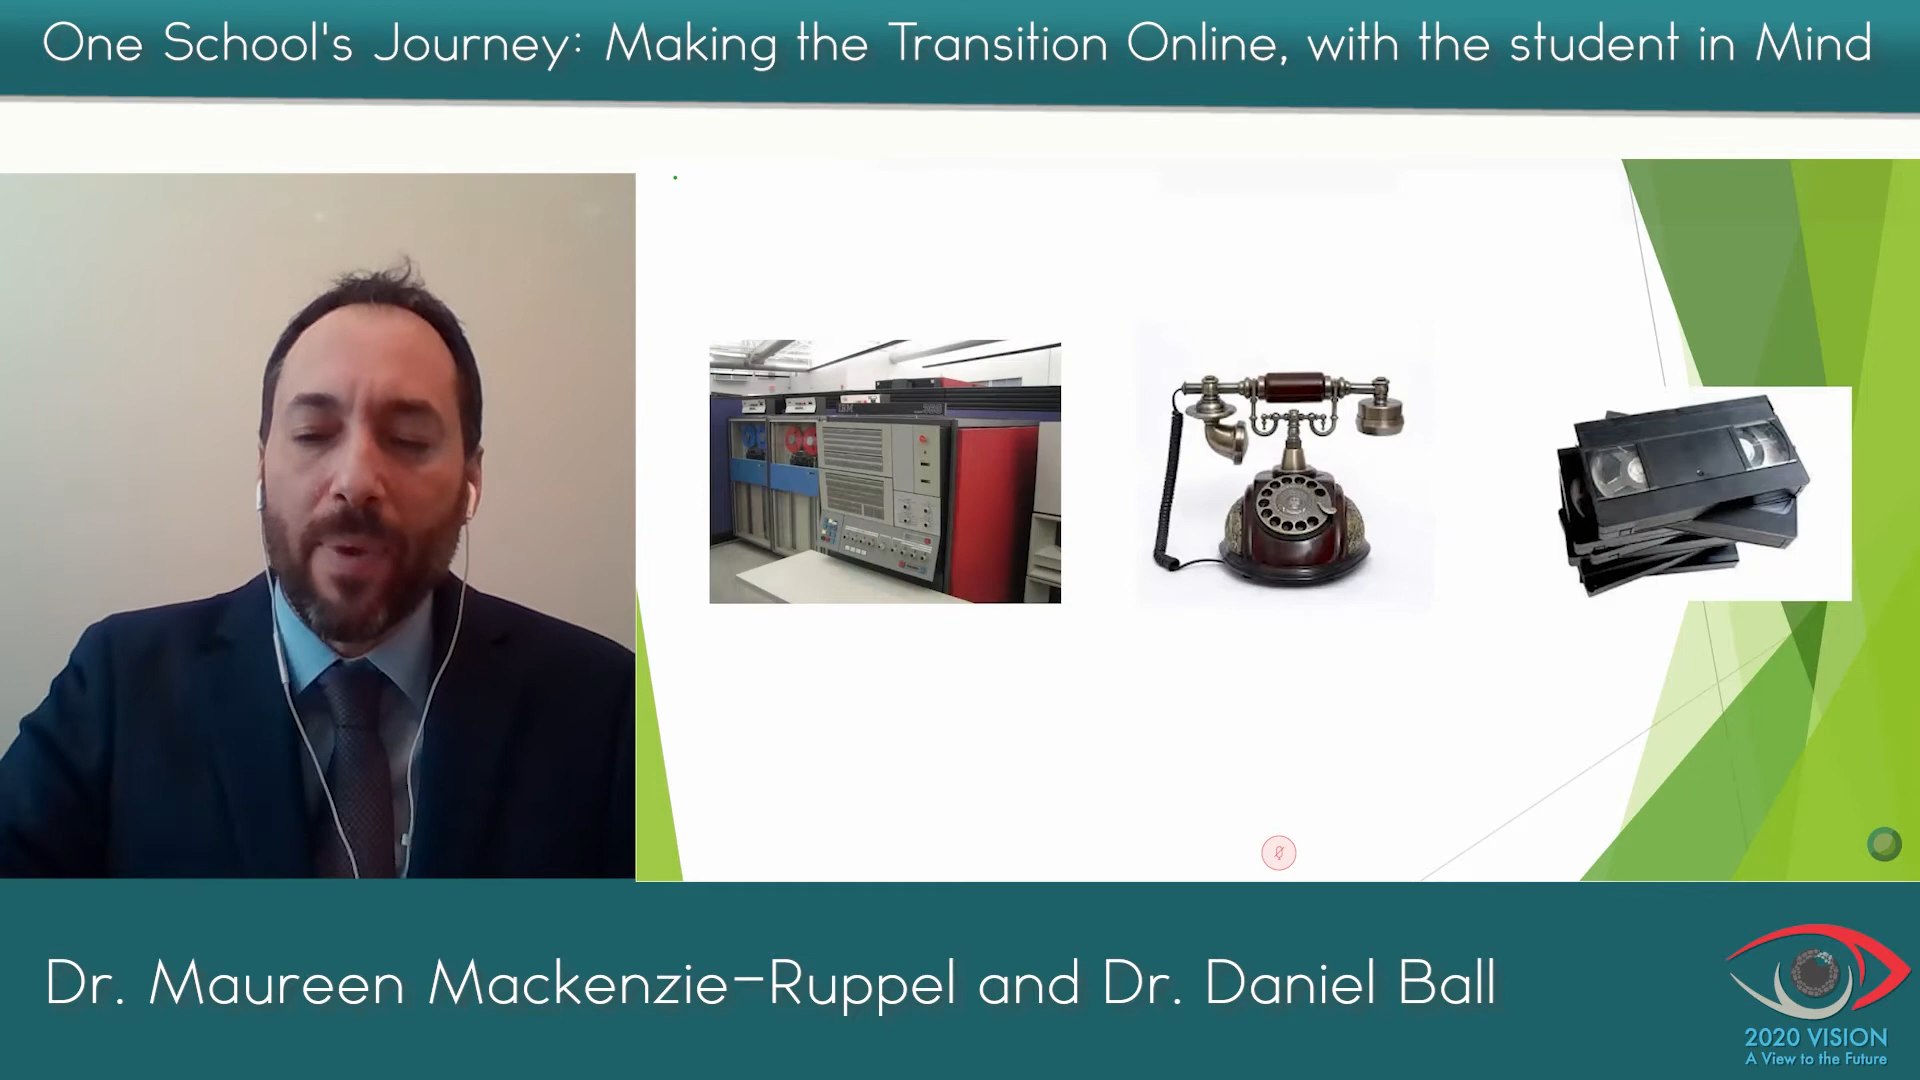 One School's Journey: Making the Transition Online, with the student in Mind
IBM
Dr. Maureen Mackenzie-Ruppel and Dr. Daniel Ball
2020 VISION
A View to the Future